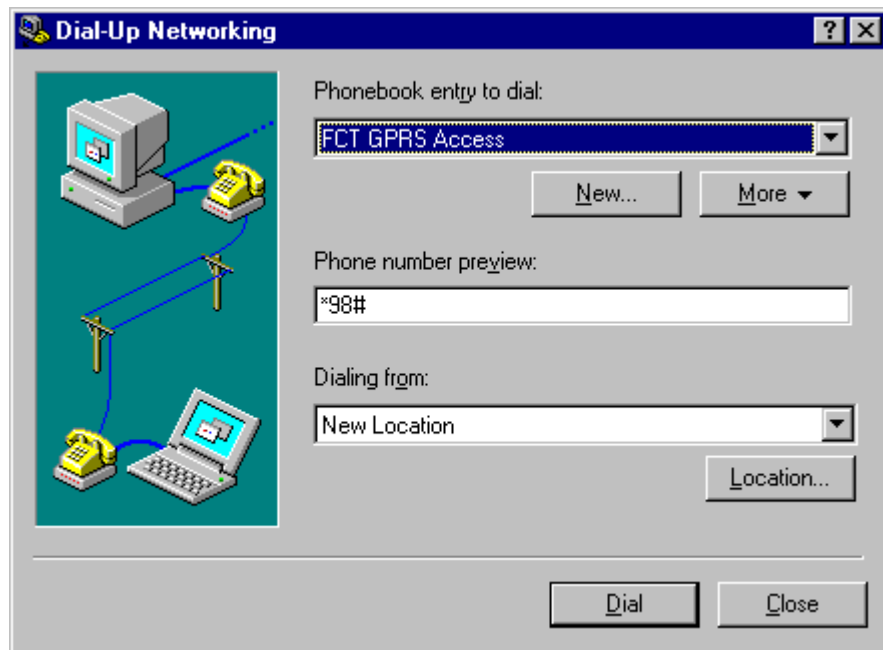 Dial-Up Networking
Phonebook entry to dial:
FCT GPRS Access
New... More
Phone number preview:
*98#
Dialing from:
New Location
Location...
Dial Close